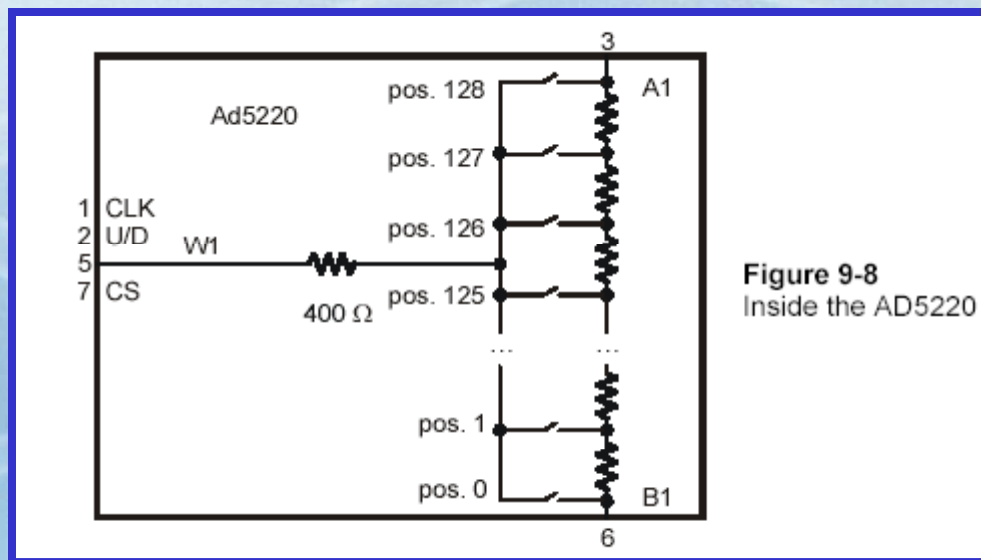 3
pos. 128
A1
Ad5220
pos. 127
1 CLK
2 U/D
pos. 126
W1
5
7 CS
pos. 125
400 Ω
Figure 9-8
Inside the AD5220
...
...
pos. 1
pos. 0
B1
6